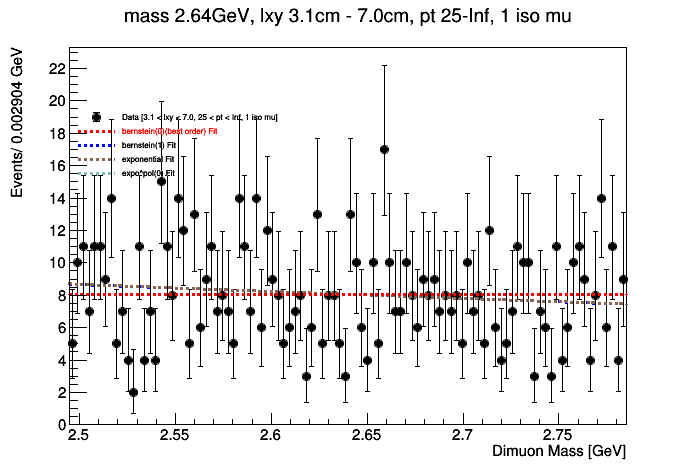 mass 2.64GeV, lxy 3.1cm - 7.0cm, pt 25-Inf, 1 iso mu
Events/ 0.002904 GeV
22
20
18
16
14
12
10
8
6
4
2
0
Data [3.1 < lxy < 7.0, 25 < pt < Inf, 1 iso mu]
bernstein(0)(best order) Fit
bernstein(1) Fit
exponential Fit
expo*pol(0) Fit
2.5 2.55 2.6 2.65 2.7 2.75
Dimuon Mass [GeV]